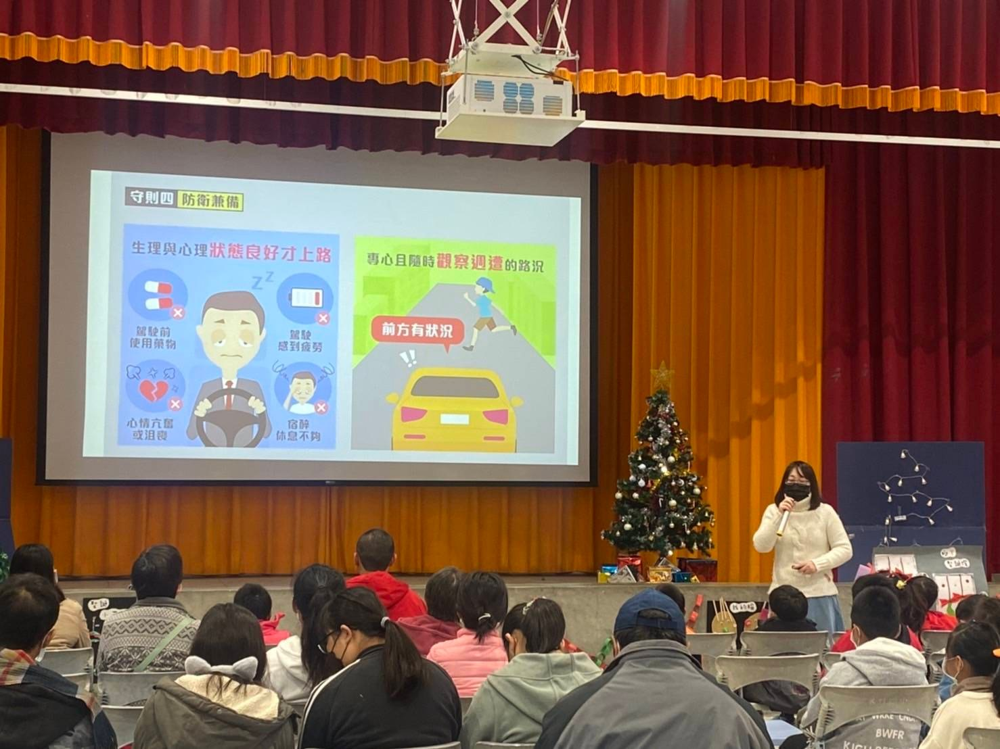 守則四 防衛兼備
生理與心理狀態良好才上路
專心且隨時觀察週遭的路況
z z
駕駛前
使用藥物
駕駛
感到疲勞
前方有狀況
心情亢奮
或沮喪
宿醉
休息不夠
聖誕
BWFR